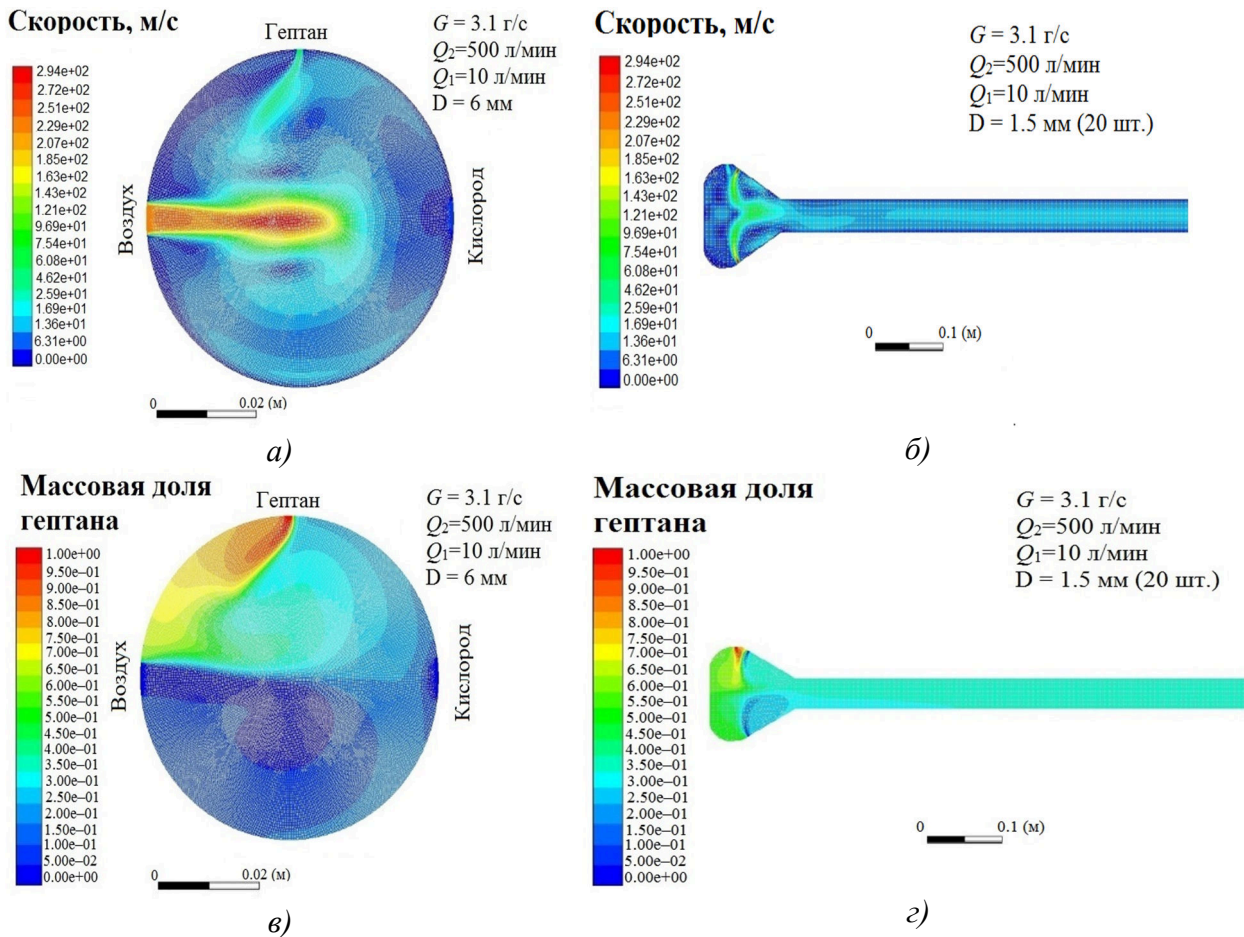 Скорость, м/с
Гептан
G = 3.1 г/с
Q2=500 л/мин
Q1=10 л/мин
D = 6 мм
2.94e+02
2.72e+02
2.51e+02
2.29e+02
2.07e+02
1.85e+02
1.63e+02
1.43e+02
1.21e+02
9.69e+01
7.54e+01
6.08e+01
4.62e+01
2.59e+01
1.69e+01
1.36e+01
6.31e+00
0.00e+00
Воздух
Кислород
0 0.02 (м)
а)
Скорость, м/с
G = 3.1 г/с
Q2=500 л/мин
Q1=10 л/мин
D = 1.5 мм (20 шт.)
2.94e+02
2.72e+02
2.51e+02
2.29e+02
2.07e+02
1.85e+02
1.63e+02
1.43e+02
1.21e+02
9.69e+01
7.54e+01
6.08e+01
4.62e+01
2.59e+01
1.69e+01
1.36e+01
6.31e+00
0.00e+00
0 0.1 (м)
б)
Массовая доля
гептана
Гептан
G = 3.1 г/с
Q2=500 л/мин
Q1=10 л/мин
D = 6 мм
1.00e+00
9.50e–01
9.00e–01
8.50e–01
8.00e–01
7.50e–01
7.00e–01
6.50e–01
6.00e–01
5.50e–01
5.00e–01
4.50e–01
4.00e–01
3.50e–01
3.00e–01
2.50e–01
2.00e–01
1.50e–01
1.00e–01
5.00e–02
0.00e+00
Воздух
Кислород
0 0.02 (м)
в)
Массовая доля
гептана
G = 3.1 г/с
Q2=500 л/мин
Q1=10 л/мин
D = 1.5 мм (20 шт.)
1.00e+00
9.50e–01
9.00e–01
8.50e–01
8.00e–01
7.50e–01
7.00e–01
6.50e–01
6.00e–01
5.50e–01
5.00e–01
4.50e–01
4.00e–01
3.50e–01
3.00e–01
2.50e–01
2.00e–01
1.50e–01
1.00e–01
5.00e–02
0.00e+00
0 0.1 (м)
г)